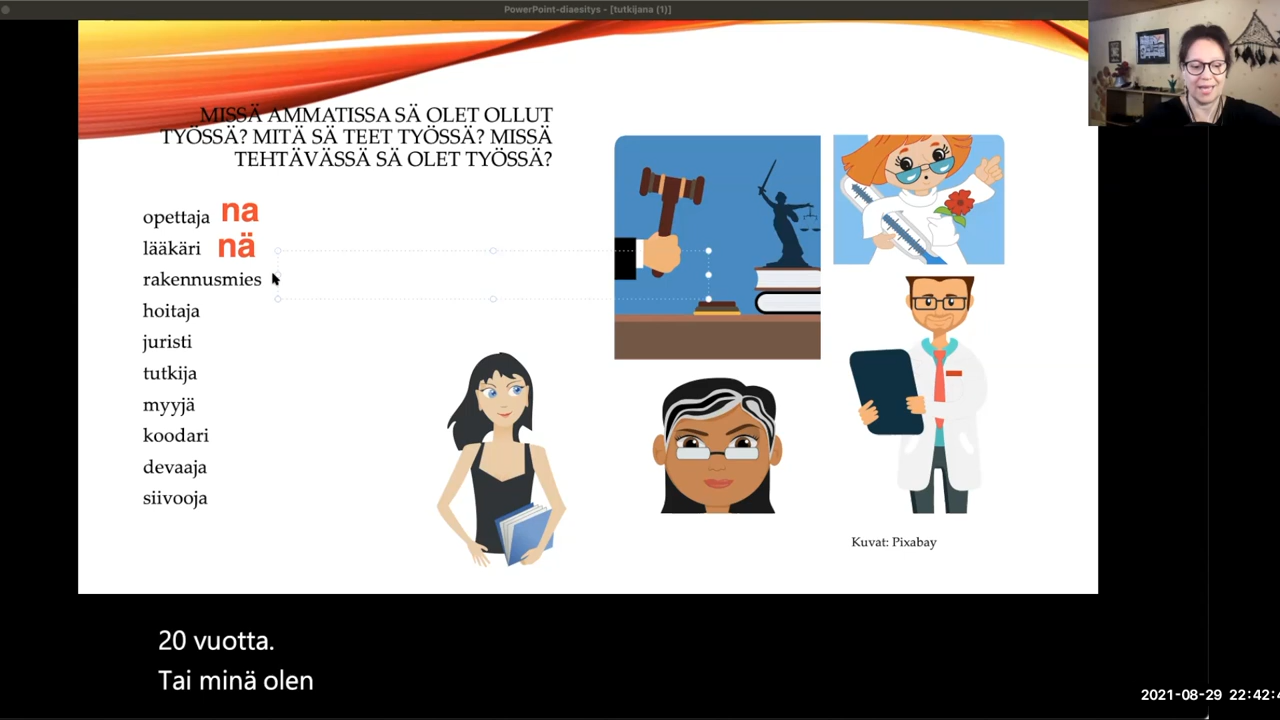 PowerPoint-diaesitys - [tutkijana (1)]
MISSÄ AMMATISSA SÄ OLET OLLUT
TYÖSSÄ? MITÄ SÄ TEET TYÖSSÄ? MISSÄ
TEHTÄVÄSSÄ SÄ OLET TYÖSSÄ?
opettaja na
lääkäri nä
rakennusmies
hoitaja
juristi
tutkija
myyjä
koodari
devaaja
siivooja
Kuvat: Pixabay
20 vuotta.
Tai minä olen
2021-08-29 22:42:4